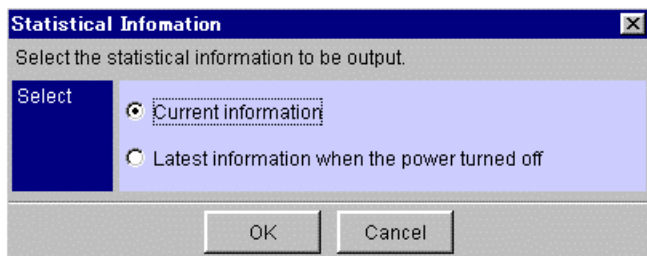 Statistical Infomation
Select the statistical information to be output.
Select
Current information
Latest information when the power turned off
OK
Cancel